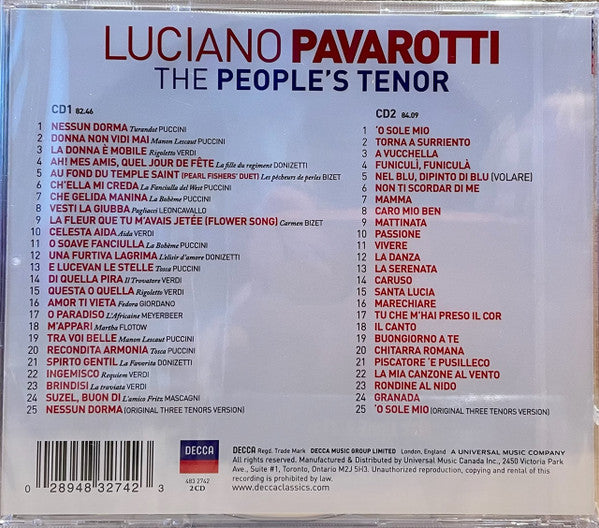 LUCIANO PAVAROTTI
THE PEOPLE'S TENOR
CD1 82.46
1 NESSUN DORMA Turandot PUCCINI
2 DONNA NON VIDI MAI Manon Lescaut PUCCINI
3 LA DONNA È MOBILE Rigoletto VERDI
4 AH! MES AMIS, QUEL JOUR DE FÊTE La fille du regiment DONIZETTI
5 AU FOND DU TEMPLE SAINT (PEARL FISHERS' DUET) Les pêcheurs de perles BIZET
6 CH'ELLA MI CREDA La Fanciulla del West PUCCINI
7 CHE GELIDA MANINA La Bohème PUCCINI
8 VESTI LA GIUBBA Pagliacci LEONCAVALLO
9 LA FLEUR QUE TU M'AVAIS JETÉE (FLOWER SONG) Carmen BIZET
10 CELESTA AIDA Aida VERDI
11 O SOAVE FANCIULLA La Bohème PUCCINI
12 UNA FURTIVA LAGRIMA L'elisir d'amore DONIZETTI
13 E LUCEVAN LE STELLE Tosca PUCCINI
14 DI QUELLA PIRA Il Trovatore VERDI
15 QUESTA O QUELLA Rigoletto VERDI
16 AMOR TI VIETA Fedora GIORDANO
17 O PARADISO L'Africaine MEYERBEER
18 M'APPARI Martha FLOTOW
19 TRA VOI BELLE Manon Lescaut PUCCINI
20 RECONDITA ARMONIA Tosca PUCCINI
21 SPIRTO GENTIL La Favorita DONIZETTI
22 INGEMISCO Requiem VERDI
23 BRINDISI La traviata VERDI
24 SUZEL, BUON DI L'amico Fritz MASCAGNI
25 NESSUN DORMA (ORIGINAL THREE TENORS VERSION)
CD2 84.09
1 'O SOLE MIO
2 TORNA A SURRIENTO
3 A VUCCHELLA
4 FUNICULÌ, FUNICULÀ
5 NEL BLU, DIPINTO DI BLU (VOLARE)
6 NON TI SCORDAR DI ME
7 MAMMA
8 CARO MIO BEN
9 MATTINATA
10 PASSIONE
11 VIVERE
12 LA DANZA
13 LA SERENATA
14 CARUSO
15 SANTA LUCIA
16 MARECHIARE
17 TU CHE M'HAI PRESO IL COR
18 IL CANTO
19 BUONGIORNO A TE
20 CHITARRA ROMANA
21 PISCATORE 'E PUSILLECO
22 LA MIA CANZONE AL VENTO
23 RONDINE AL NIDO
24 GRANADA
25 'O SOLE MIO (ORIGINAL THREE TENORS VERSION)
0 28948 32742 3
DECCA
483 2742
2CD
DECCA Regd. Trade Mark DECCA MUSIC GROUP LIMITED London, England A UNIVERSAL MUSIC COMPANY
All rights reserved. Manufactured & Distributed by Universal Music Canada Inc., 2450 Victoria Park
Ave., Suite #1, Toronto, Ontario M2J 5H3. Unauthorized reproduction, copying and rental of this
recording is prohibited by law.
www.deccaclassics.com